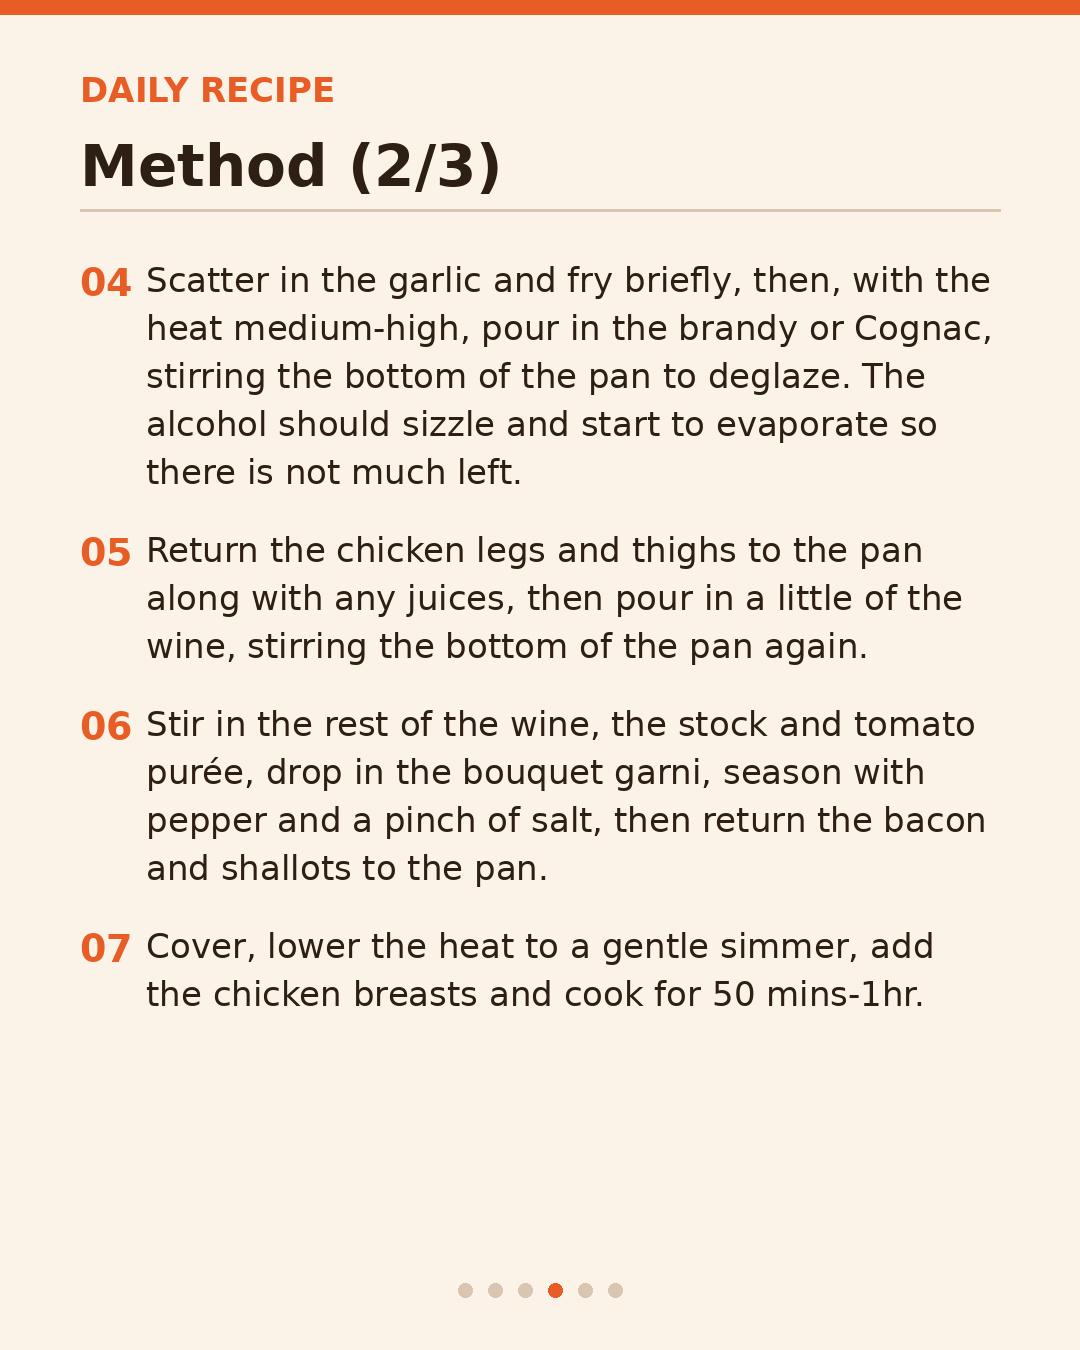 DAILY RECIPE
Method (2/3)
04 Scatter in the garlic and fry briefly, then, with the
heat medium-high, pour in the brandy or Cognac,
stirring the bottom of the pan to deglaze. The
alcohol should sizzle and start to evaporate so
there is not much left.
05 Return the chicken legs and thighs to the pan
along with any juices, then pour in a little of the
wine, stirring the bottom of the pan again.
06 Stir in the rest of the wine, the stock and tomato
purée, drop in the bouquet garni, season with
pepper and a pinch of salt, then return the bacon
and shallots to the pan.
07 Cover, lower the heat to a gentle simmer, add
the chicken breasts and cook for 50 mins-1hr.